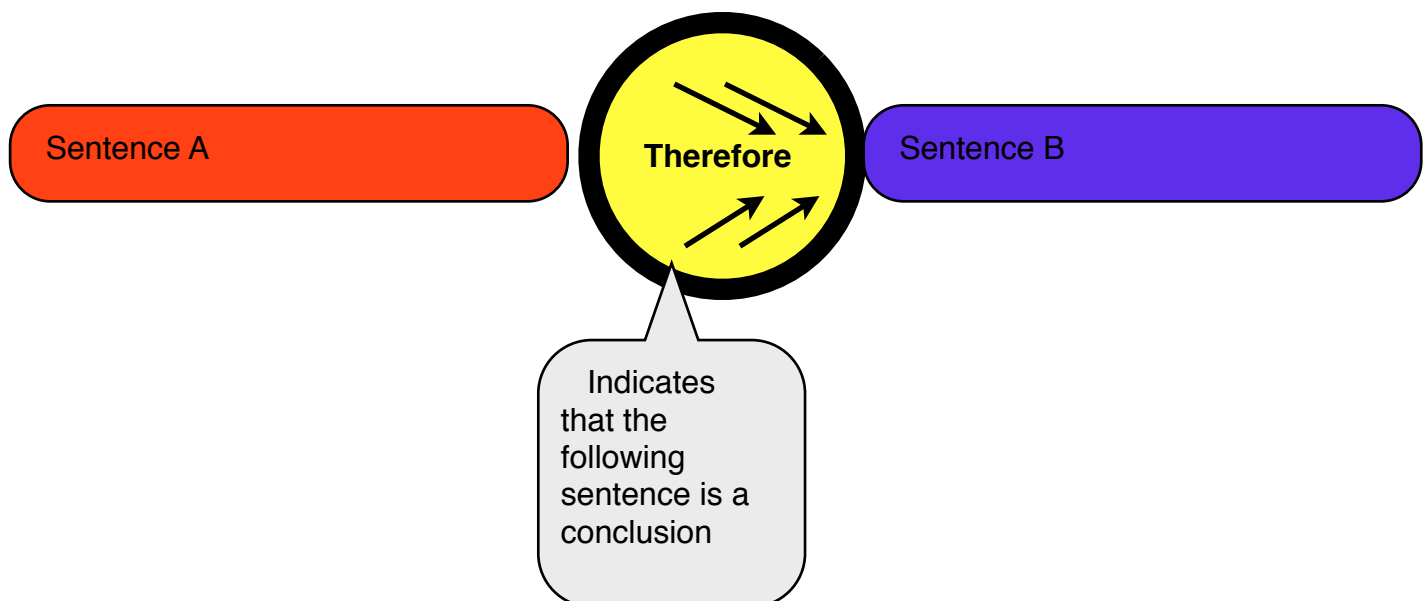 Sentence A
Therefore
Sentence B
Indicates
that the
following
sentence is a
conclusion